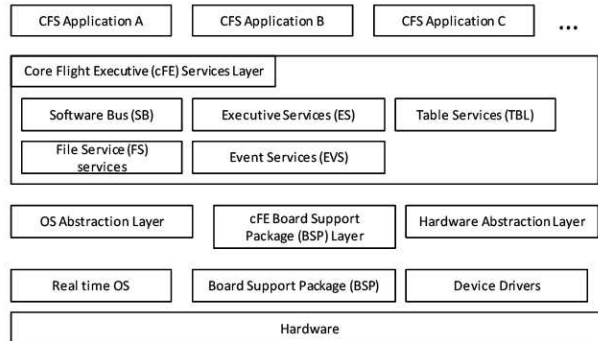 CFS Application A
CFS Application B
CFS Application C
...
Core Flight Executive (cFE) Services Layer
Software Bus (SB)
Executive Services (ES)
Table Services (TBL)
File Service (FS)
services
Event Services (EVS)
OS Abstraction Layer
cFE Board Support
Package (BSP) Layer
Hardware Abstraction Layer
Real time OS
Board Support Package (BSP)
Device Drivers
Hardware